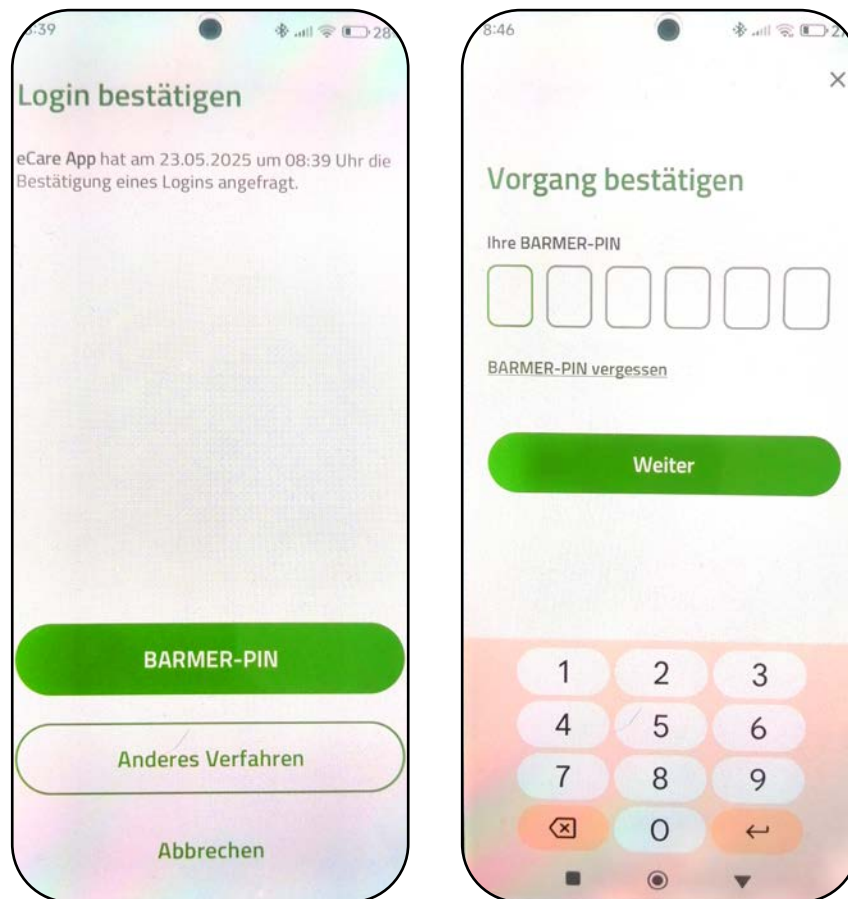 :39
28
Login bestätigen
eCare App hat am 23.05.2025 um 08:39 Uhr die
Bestätigung eines Logins angefragt.
BARMER-PIN
Anderes Verfahren
Abbrechen
8:46
Vorgang bestätigen
Ihre BARMER-PIN
BARMER-PIN vergessen
Weiter
1 2 3
4 5 6
7 8 9
0